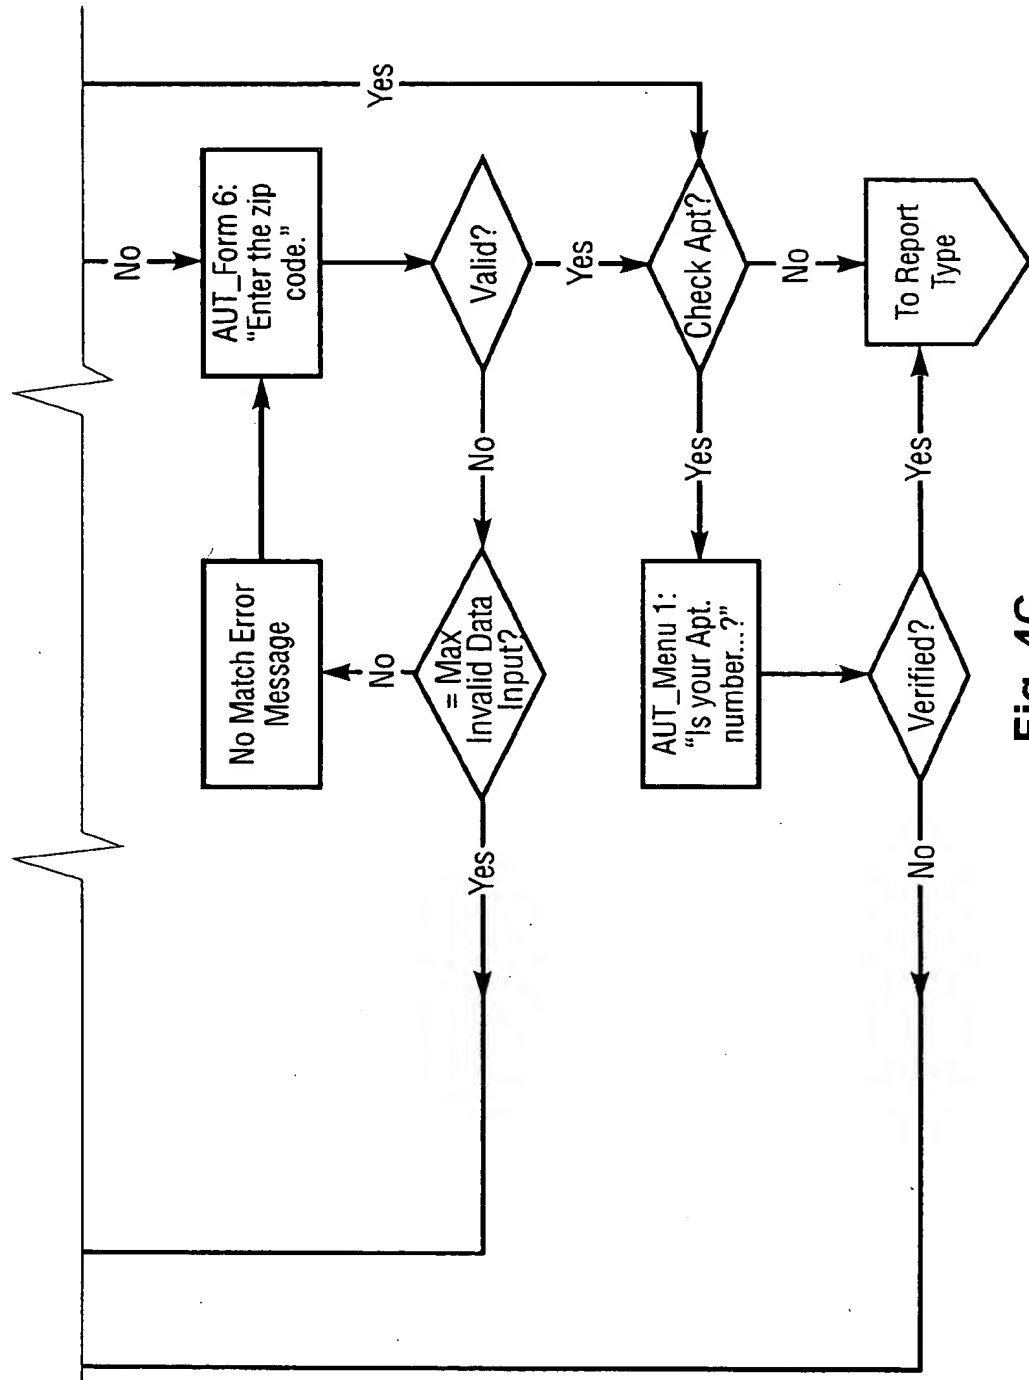 No
Yes
AUT_Form 6:
“Enter the zip
code.”
No Match Error
Message
No
Valid?
No
= Max
Invalid Data
Input?
Yes
Yes
Check Apt?
Yes
No
AUT_Menu 1:
“Is your Apt.
number...?”
Verified?
No
Yes
To Report
Type
Fig. 4C